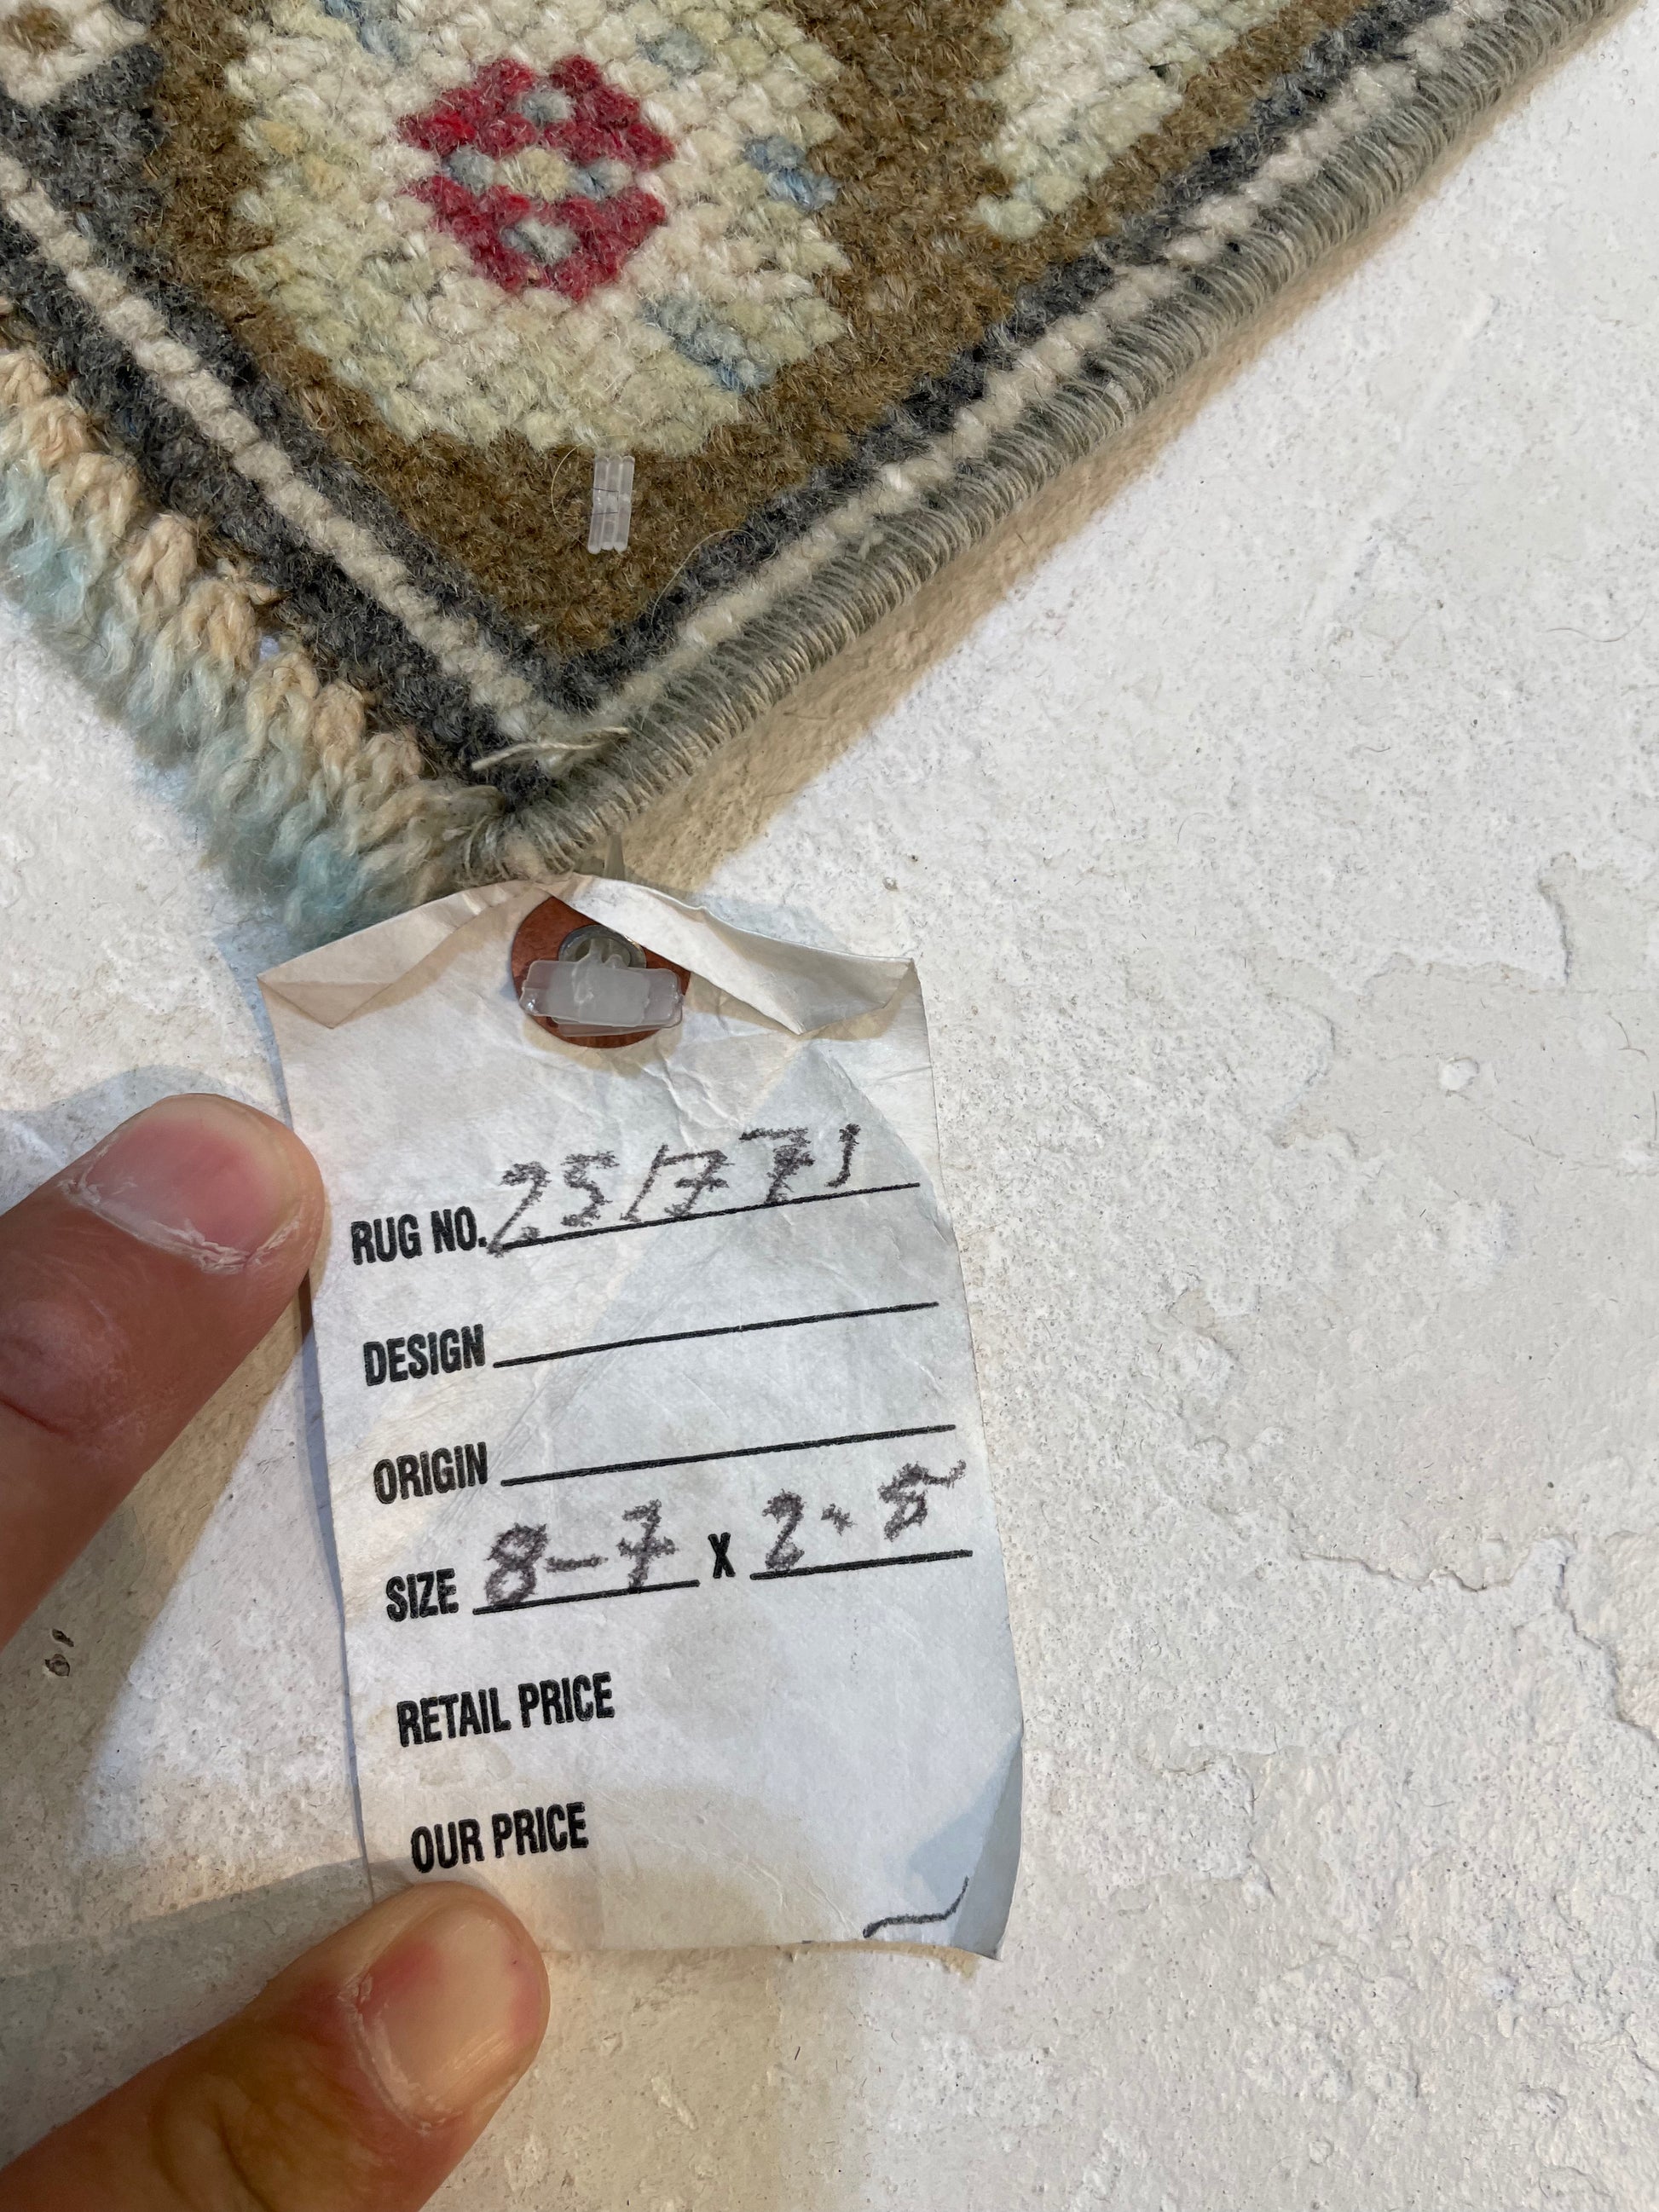 RUG NO. 251771
DESIGN
ORIGIN
SIZE 8-7 X 2.5
RETAIL PRICE
OUR PRICE